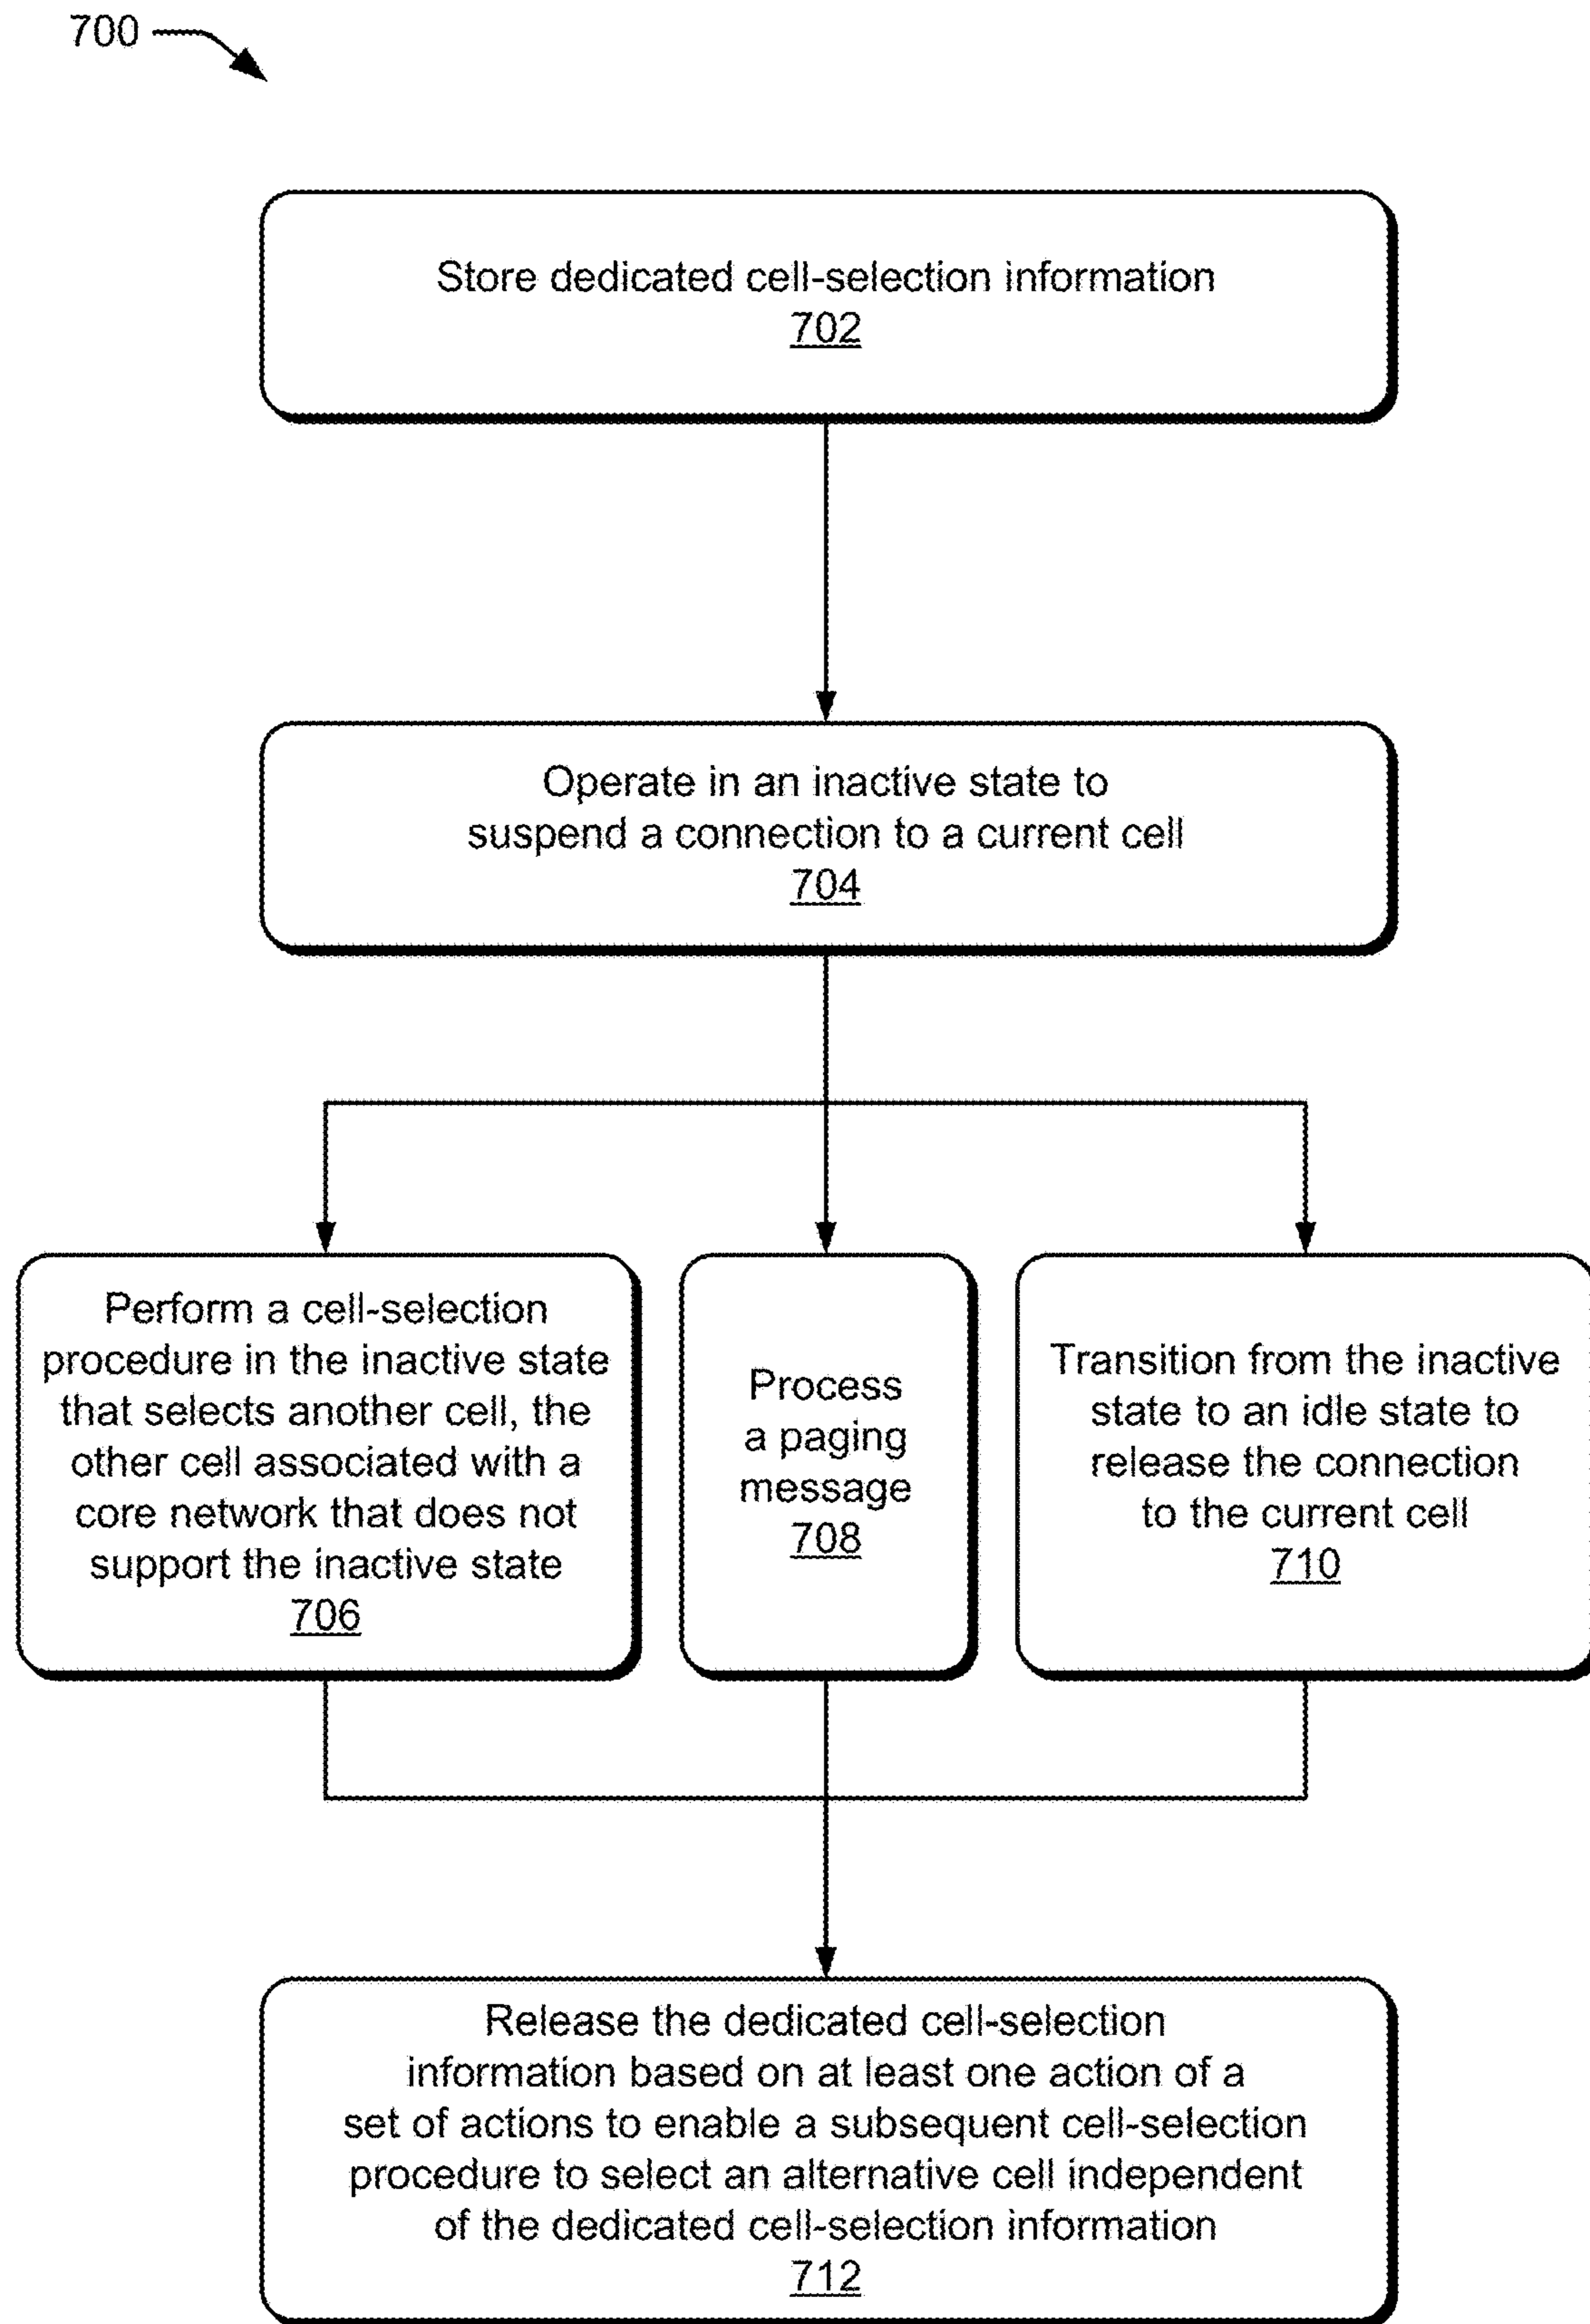 700
Store dedicated cell-selection information
702
Operate in an inactive state to
suspend a connection to a current cell
704
Perform a cell-selection
procedure in the inactive state
that selects another cell, the
other cell associated with a
core network that does not
support the inactive state
706
Process
a paging
message
708
Transition from the inactive
state to an idle state to
release the connection
to the current cell
710
Release the dedicated cell-selection
information based on at least one action of a
set of actions to enable a subsequent cell-selection
procedure to select an alternative cell independent
of the dedicated cell-selection information
712